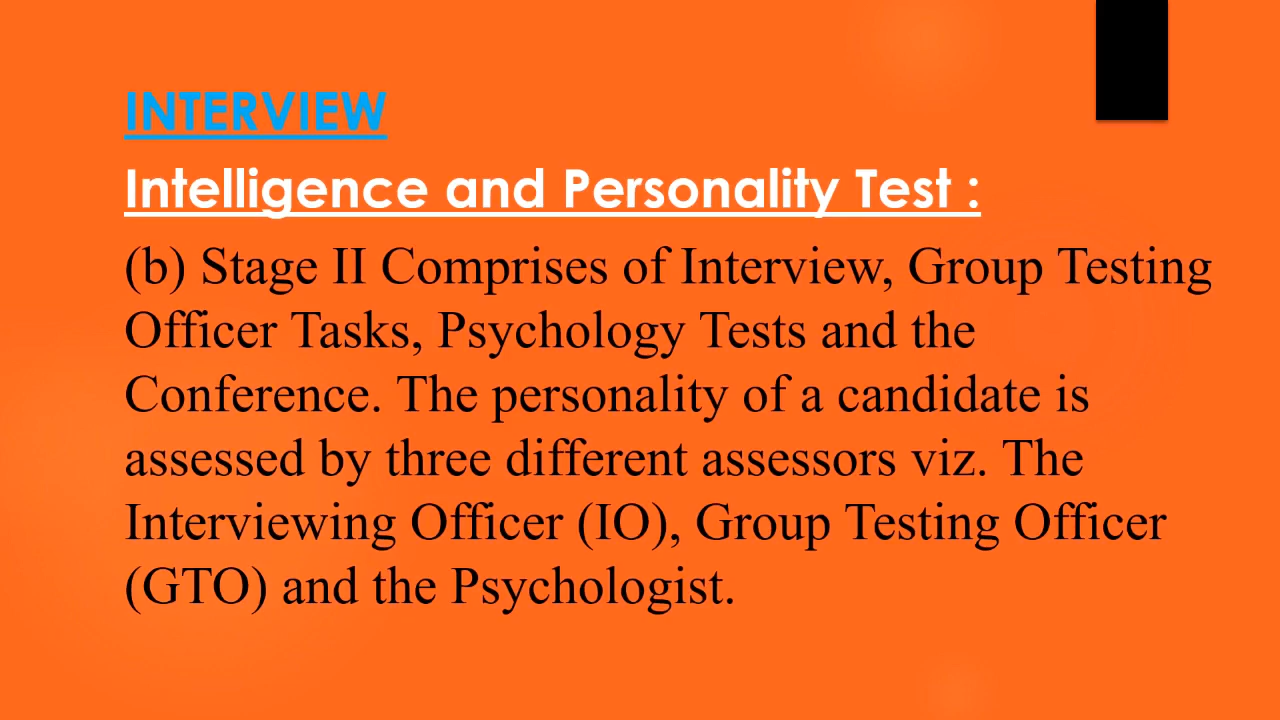 INTERVIEW
Intelligence and Personality Test :
(b) Stage II Comprises of Interview, Group Testing
Officer Tasks, Psychology Tests and the
Conference. The personality of a candidate is
assessed by three different assessors viz. The
Interviewing Officer (IO), Group Testing Officer
(GTO) and the Psychologist.